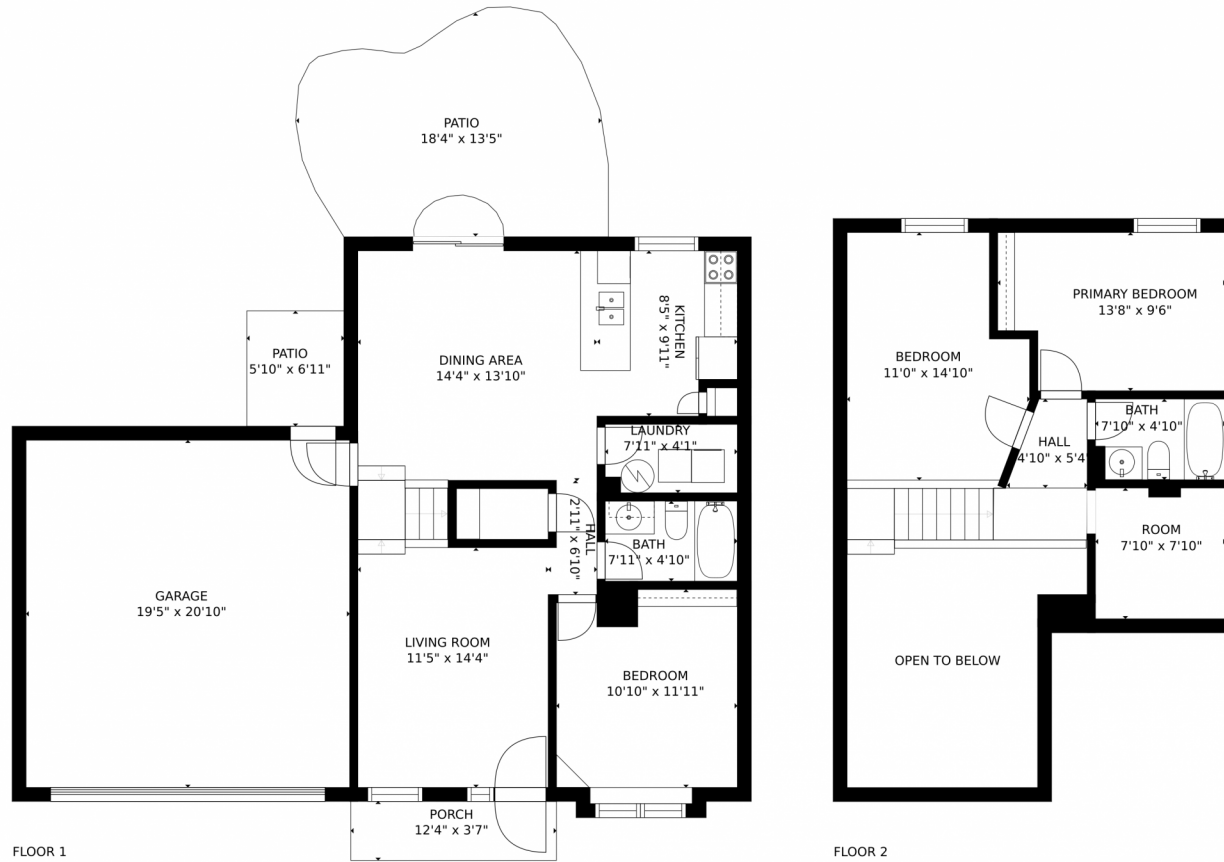 PATIO
18'4" x 13'5"
PATIO
5'10" x 6'11"
DINING AREA
14'4" x 13'10"
KITCHEN
8'5" x 9'11"
LAUNDRY
7'11" x 4'1"
HALL
2'11" x 6'10"
BATH
7'11" x 4'10"
GARAGE
19'5" x 20'10"
LIVING ROOM
11'5" x 14'4"
BEDROOM
10'10" x 11'11"
PORCH
12'4" x 3'7"
FLOOR 1
BEDROOM
11'0" x 14'10"
PRIMARY BEDROOM
13'8" x 9'6"
BATH
7'10" x 4'10"
HALL
4'10" x 5'4"
ROOM
7'10" x 7'10"
OPEN TO BELOW
FLOOR 2